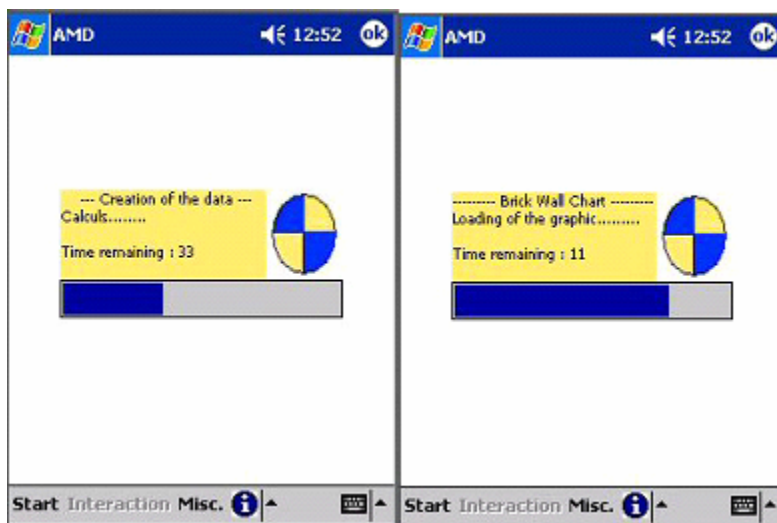 AMD 12:52 ok
--- Creation of the data ---
Calculs........
Time remaining : 33
Start Interaction Misc.
AMD 12:52 ok
--------- Brick Wall Chart ---------
Loading of the graphic.........
Time remaining : 11
Start Interaction Misc.